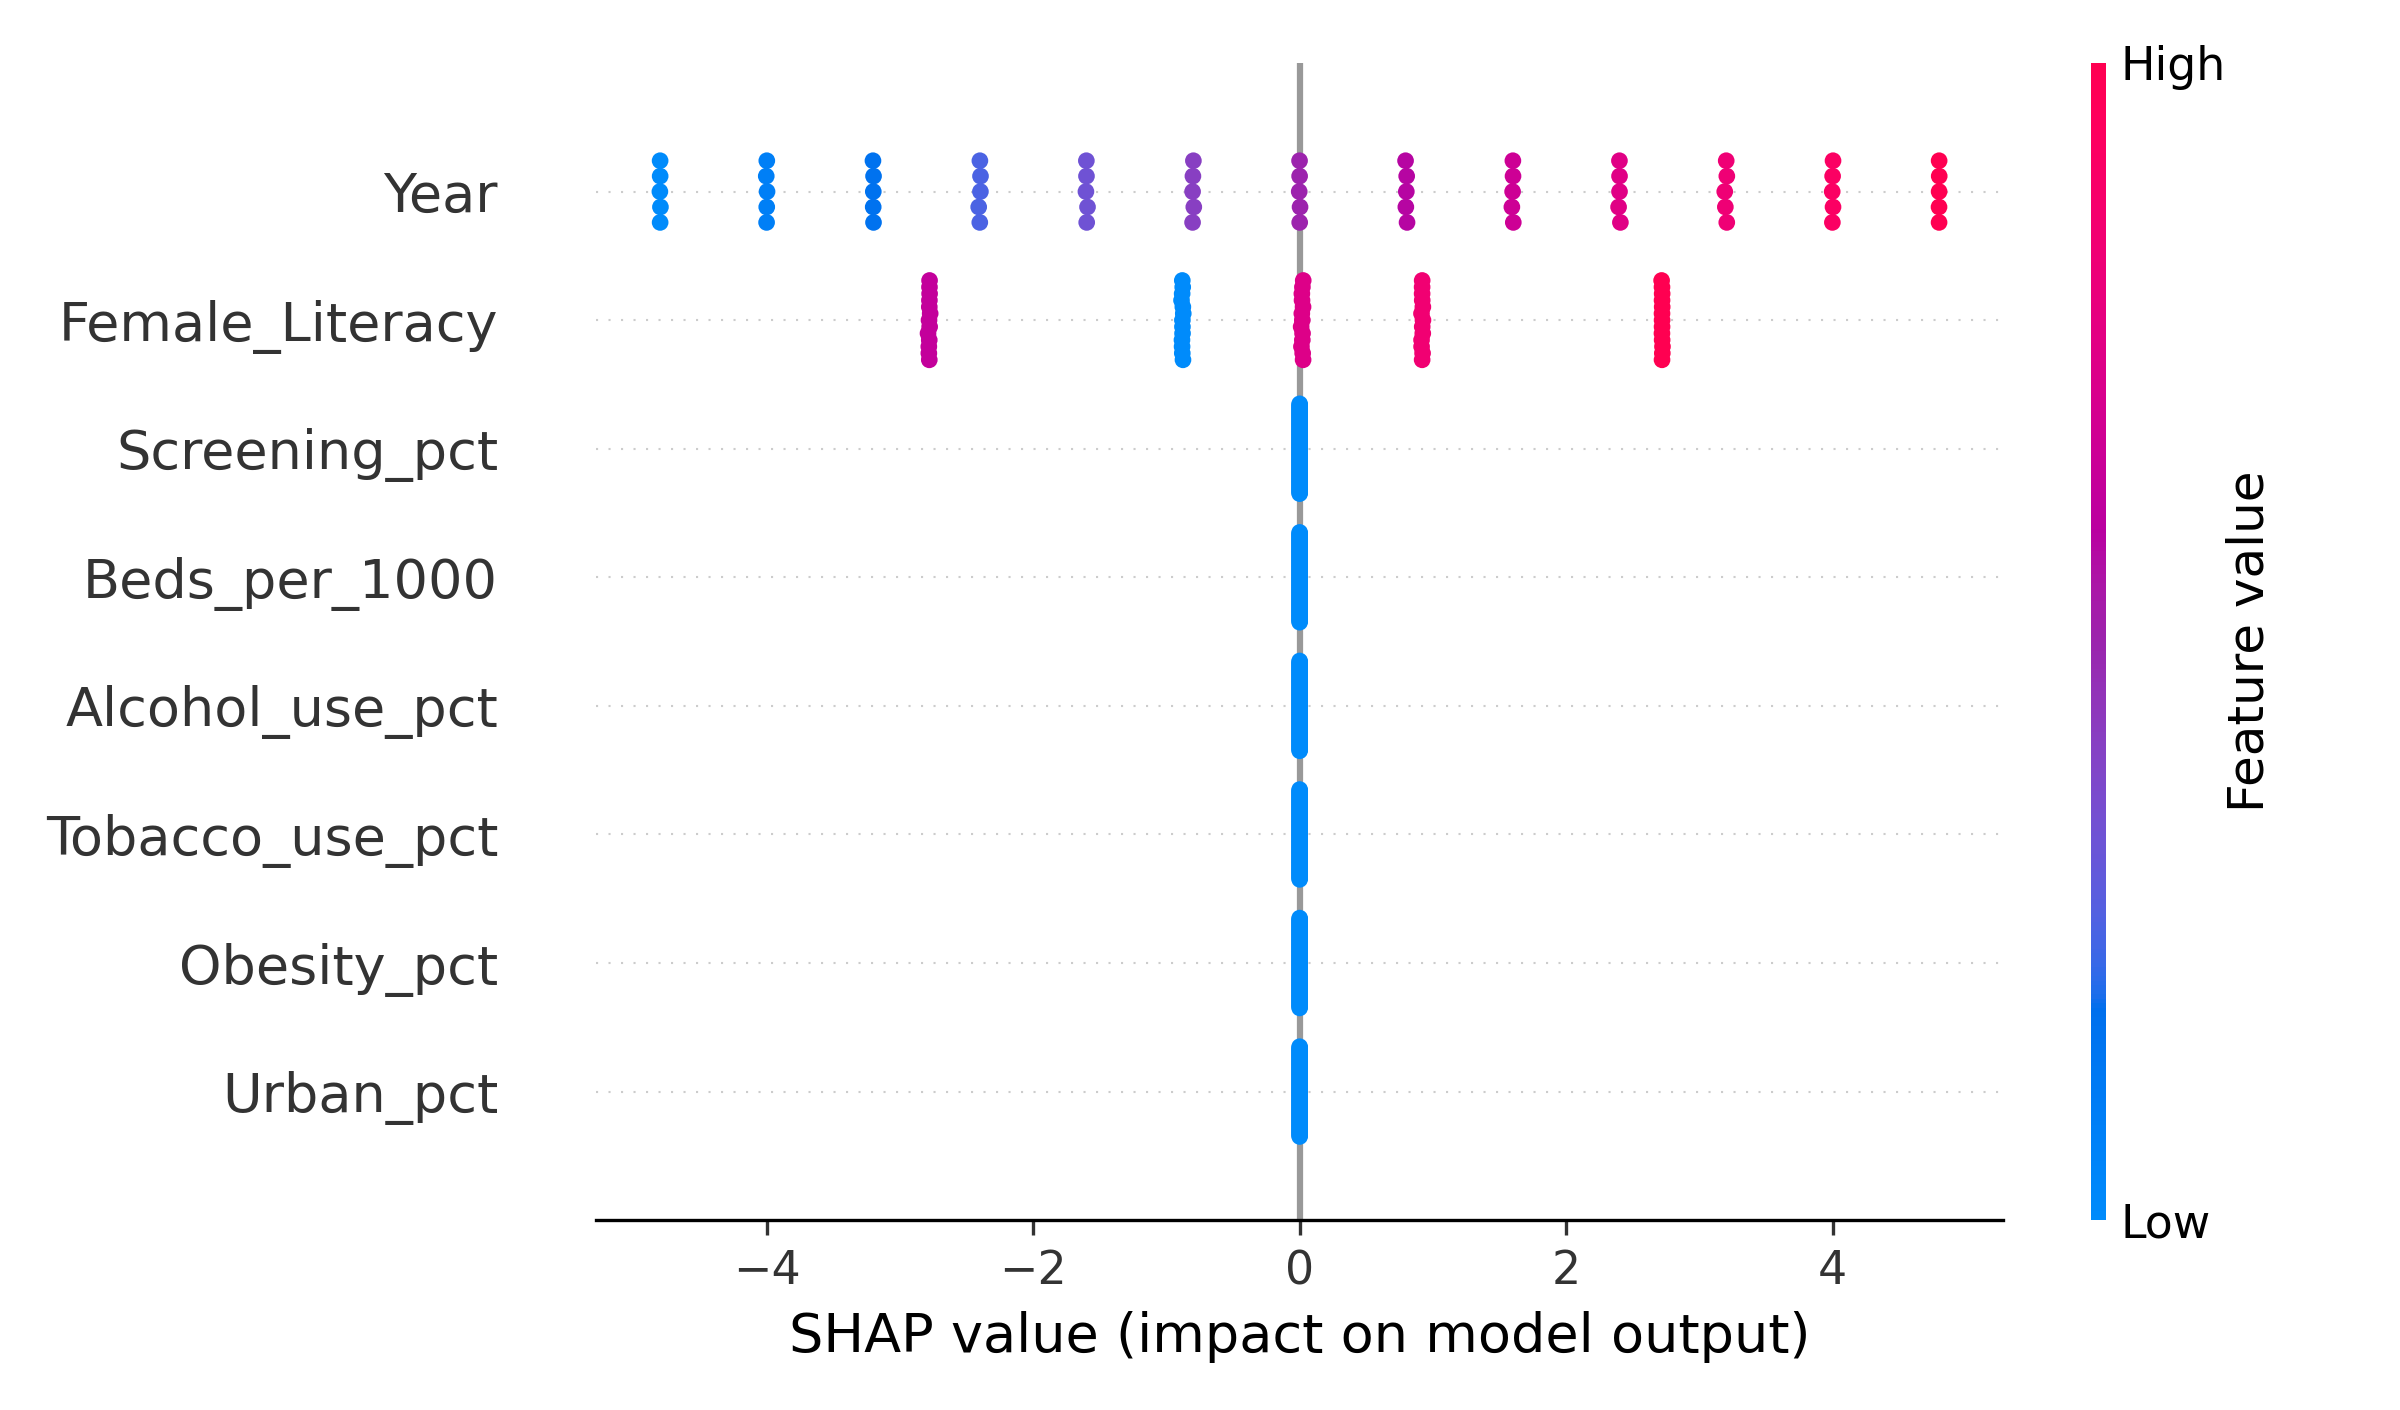 High
Year
Female_Literacy
Screening_pct
Beds_per_1000
Alcohol_use_pct
Tobacco_use_pct
Obesity_pct
Urban_pct
Feature value
Low
−4 −2 0 2 4
SHAP value (impact on model output)